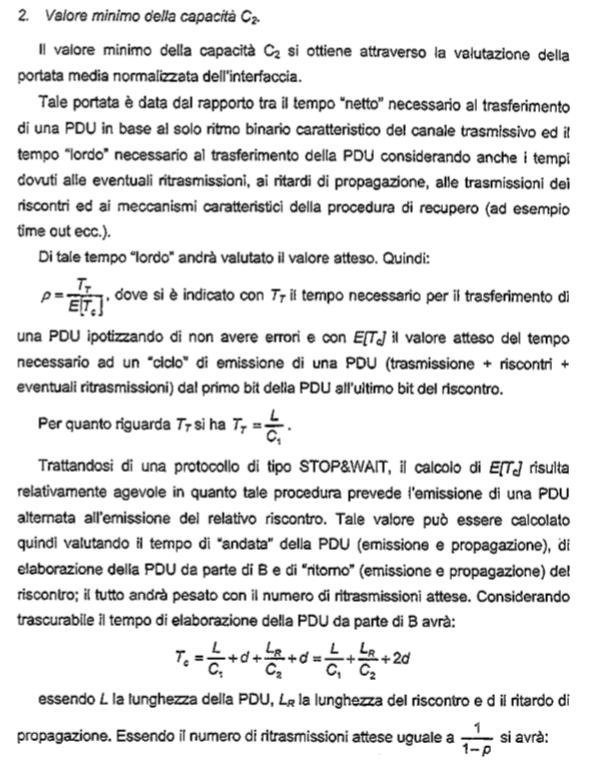 2. Valore minimo della capacità C₂.
Il valore minimo della capacità C₂ si ottiene attraverso la valutazione della
portata media normalizzata dell'interfaccia.
Tale portata è data dal rapporto tra il tempo "netto" necessario al trasferimento
di una PDU in base al solo ritmo binario caratteristico del canale trasmissivo ed il
tempo "lordo" necessario al trasferimento della PDU considerando anche i tempi
dovuti alle eventuali ritrasmissioni, ai ritardi di propagazione, alle trasmissioni dei
riscontri ed ai meccanismi caratteristici della procedura di recupero (ad esempio
time out ecc.).
Di tale tempo "lordo" andrà valutato il valore atteso. Quindi:
ρ = T_T / E[T_c], dove si è indicato con T_T il tempo necessario per il trasferimento di
una PDU ipotizzando di non avere errori e con E[T_c] il valore atteso del tempo
necessario ad un "ciclo" di emissione di una PDU (trasmissione + riscontri +
eventuali ritrasmissioni) dal primo bit della PDU all'ultimo bit del riscontro.
Per quanto riguarda T_T si ha T_T = L / C₁.
Trattandosi di una protocollo di tipo STOP&WAIT, il calcolo di E[T_c] risulta
relativamente agevole in quanto tale procedura prevede l'emissione di una PDU
alternata all'emissione del relativo riscontro. Tale valore può essere calcolato
quindi valutando il tempo di "andata" della PDU (emissione e propagazione), di
elaborazione della PDU da parte di B e di "ritorno" (emissione e propagazione) del
riscontro; il tutto andrà pesato con il numero di ritrasmissioni attese. Considerando
trascurabile il tempo di elaborazione della PDU da parte di B avrà:
T_c = L / C₁ + d + L_R / C₂ + d = L / C₁ + L_R / C₂ + 2d
essendo L la lunghezza della PDU, L_R la lunghezza del riscontro e d il ritardo di
propagazione. Essendo il numero di ritrasmissioni attese uguale a 1 / (1-p) si avrà: